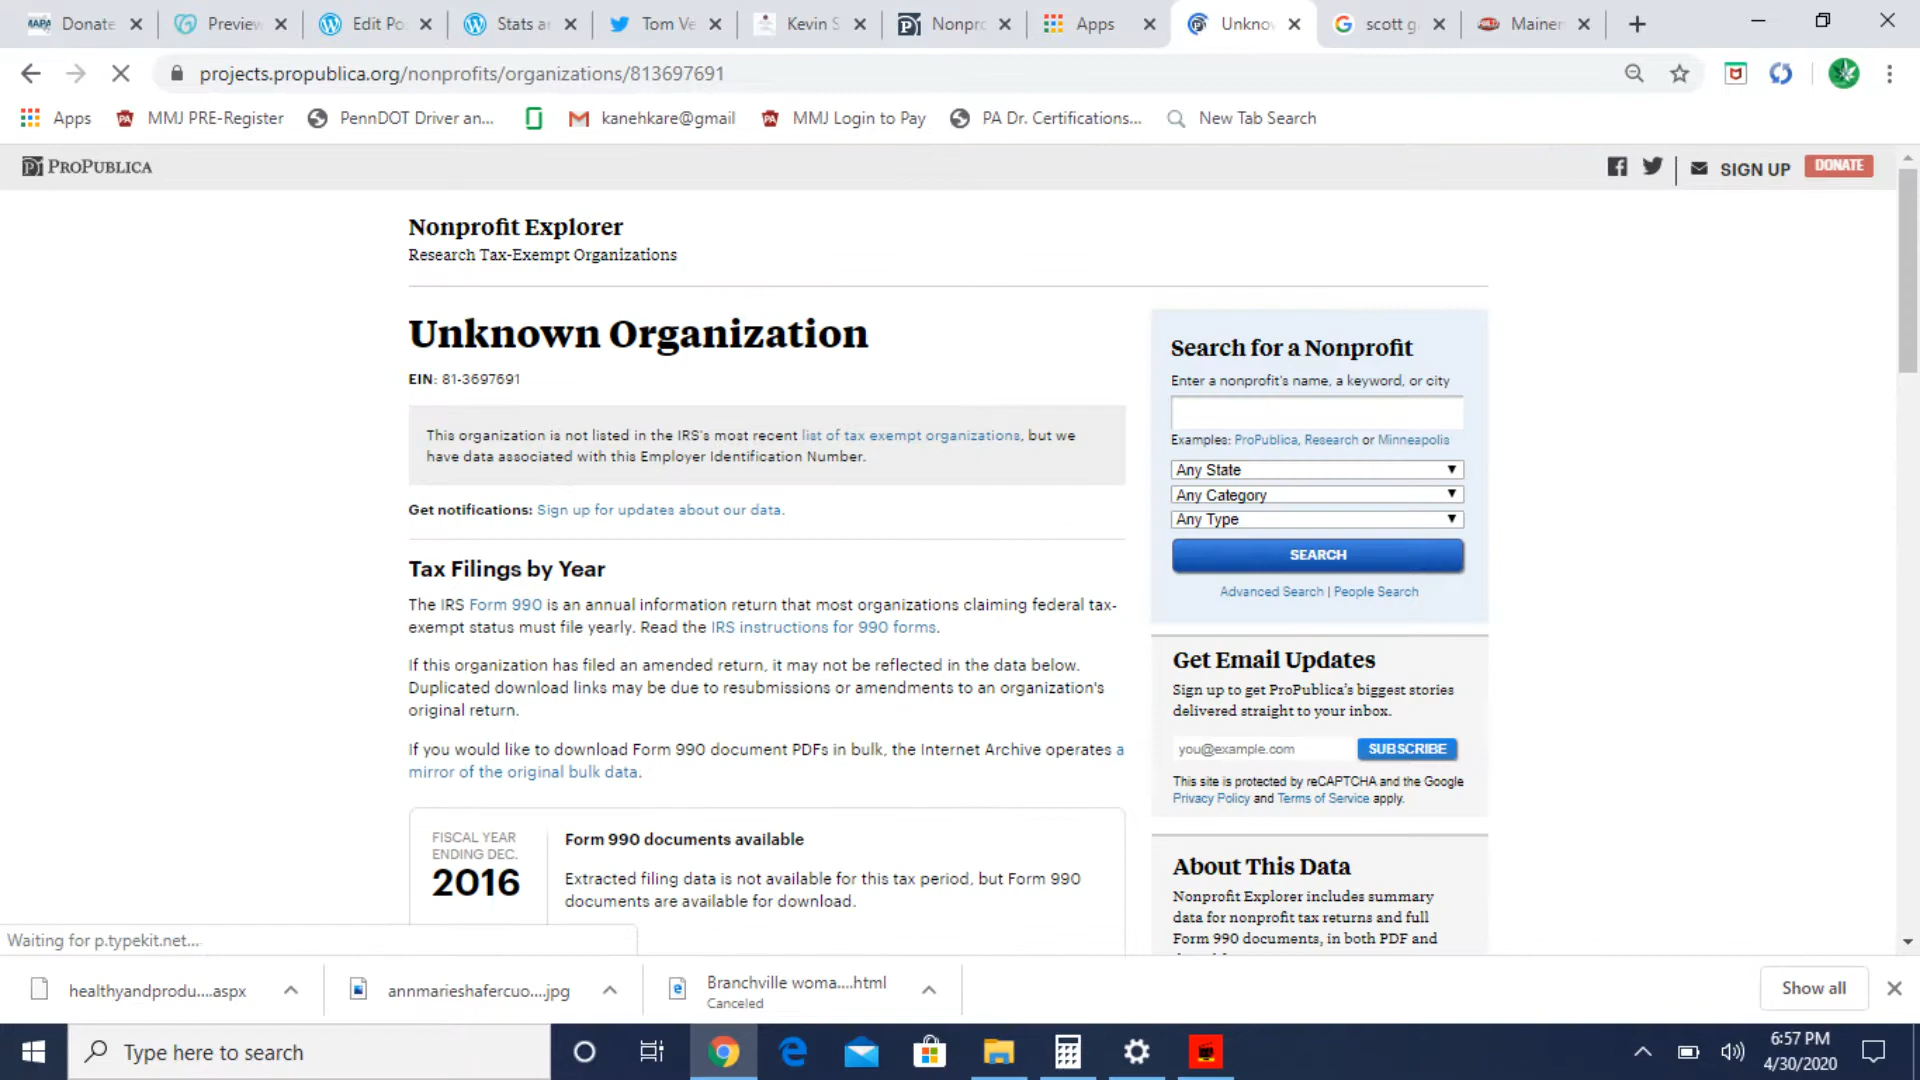 Donate
Preview
Edit Po
Stats a
Tom Ve
Kevin S
Nonpro
Apps
Unknow
scott g
Mainer
projects.propublica.org/nonprofits/organizations/813697691
Apps
MMJ PRE-Register
PennDOT Driver an...
kanehkare@gmail
MMJ Login to Pay
PA Dr. Certifications...
New Tab Search
PROPUBLICA
SIGN UP
DONATE
Nonprofit Explorer
Research Tax-Exempt Organizations
Unknown Organization
EIN: 81-3697691
This organization is not listed in the IRS's most recent list of tax exempt organizations, but we
have data associated with this Employer Identification Number.
Get notifications: Sign up for updates about our data.
Tax Filings by Year
The IRS Form 990 is an annual information return that most organizations claiming federal tax-
exempt status must file yearly. Read the IRS instructions for 990 forms.
If this organization has filed an amended return, it may not be reflected in the data below.
Duplicated download links may be due to resubmissions or amendments to an organization's
original return.
If you would like to download Form 990 document PDFs in bulk, the Internet Archive operates a
mirror of the original bulk data.
FISCAL YEAR
ENDING DEC.
2016
Form 990 documents available
Extracted filing data is not available for this tax period, but Form 990
documents are available for download.
Search for a Nonprofit
Enter a nonprofit's name, a keyword, or city
Examples: ProPublica, Research or Minneapolis
Any State
Any Category
Any Type
SEARCH
Advanced Search | People Search
Get Email Updates
Sign up to get ProPublica's biggest stories
delivered straight to your inbox.
you@example.com
SUBSCRIBE
This site is protected by reCAPTCHA and the Google
Privacy Policy and Terms of Service apply.
About This Data
Nonprofit Explorer includes summary
data for nonprofit tax returns and full
Form 990 documents, in both PDF and
Waiting for p.typekit.net...
healthyandprodu....aspx
annmarieshafercuo....jpg
Branchville woma....html
Canceled
Show all
Type here to search
6:57 PM
4/30/2020